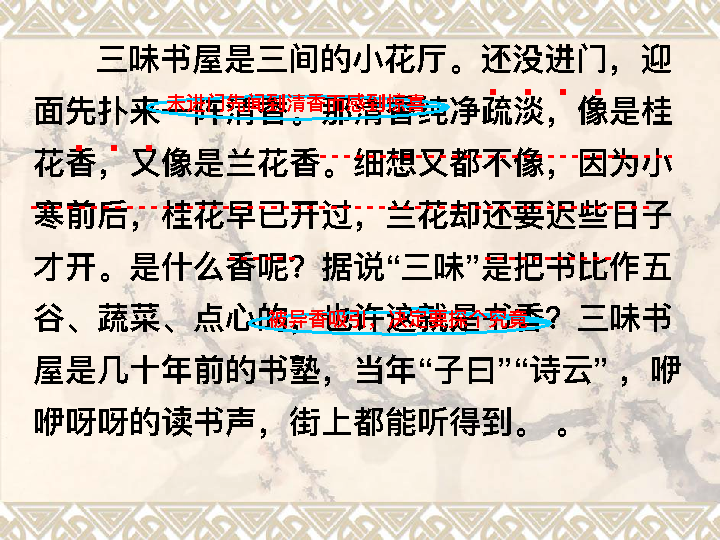 三味书屋是三间的小花厅。还没进门，迎
面先扑来一阵清香。那清香纯净疏淡，像是桂
未进门先闻到清香而感到惊喜
花香，又像是兰花香。细想又都不像，因为小
寒前后，桂花早已开过，兰花却还要迟些日子
才开。是什么香呢？据说“三味”是把书比作五
谷、蔬菜、点心的，也许这就是书香？三味书
被异香吸引，决定要探个究竟
屋是几十年前的书塾，当年“子曰”“诗云”，咿
咿呀呀的读书声，街上都能听得到。 。